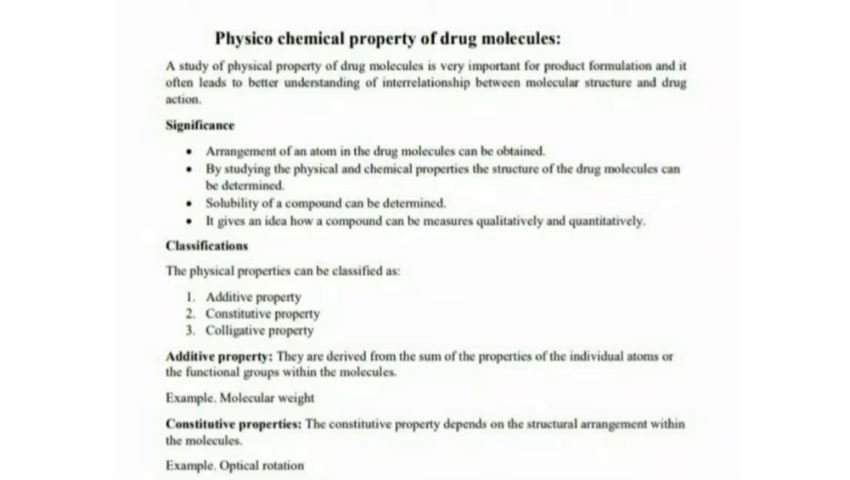 Physico chemical property of drug molecules:
A study of physical property of drug molecules is very important for product formulation and it
often leads to better understanding of interrelationship between molecular structure and drug
action.
Significance
• Arrangement of an atom in the drug molecules can be obtained.
• By studying the physical and chemical properties the structure of the drug molecules can
be determined.
• Solubility of a compound can be determined.
• It gives an idea how a compound can be measures qualitatively and quantitatively.
Classifications
The physical properties can be classified as:
1. Additive property
2. Constitutive property
3. Colligative property
Additive property: They are derived from the sum of the properties of the individual atoms or
the functional groups within the molecules.
Example. Molecular weight
Constitutive properties: The constitutive property depends on the structural arrangement within
the molecules.
Example. Optical rotation